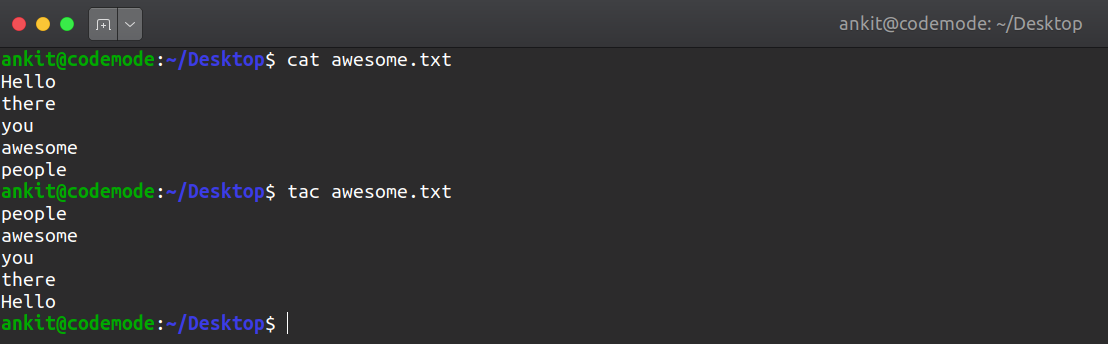 ankit@codemode: ~/Desktop
ankit@codemode:~/Desktop$ cat awesome.txt
Hello
there
you
awesome
people
ankit@codemode:~/Desktop$ tac awesome.txt
people
awesome
you
there
Hello
ankit@codemode:~/Desktop$